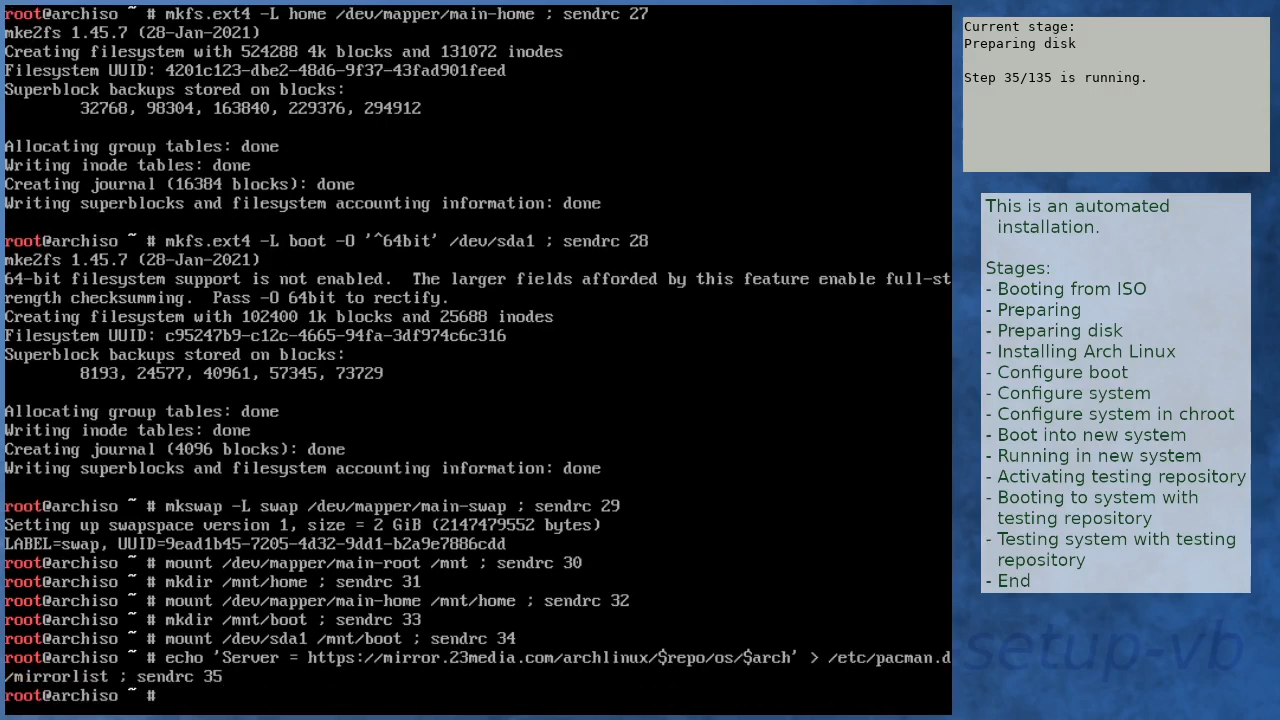 root@archiso ~ # mkfs.ext4 -L home /dev/mapper/main-home ; sendrc 27
mke2fs 1.45.7 (28-Jan-2021)
Creating filesystem with 524288 4k blocks and 131072 inodes
Filesystem UUID: 4201c123-dbe2-48d6-9f37-43fad901feed
Superblock backups stored on blocks:
        32768, 98304, 163840, 229376, 294912
Allocating group tables: done
Writing inode tables: done
Creating journal (16384 blocks): done
Writing superblocks and filesystem accounting information: done
root@archiso ~ # mkfs.ext4 -L boot -O '^64bit' /dev/sda1 ; sendrc 28
mke2fs 1.45.7 (28-Jan-2021)
64-bit filesystem support is not enabled.  The larger fields afforded by this feature enable full-st
rength checksumming.  Pass -O 64bit to rectify.
Creating filesystem with 102400 1k blocks and 25688 inodes
Filesystem UUID: c95247b9-c12c-4665-94fa-3df974c6c316
Superblock backups stored on blocks:
        8193, 24577, 40961, 57345, 73729
Allocating group tables: done
Writing inode tables: done
Creating journal (4096 blocks): done
Writing superblocks and filesystem accounting information: done
root@archiso ~ # mkswap -L swap /dev/mapper/main-swap ; sendrc 29
Setting up swapspace version 1, size = 2 GiB (2147479552 bytes)
LABEL=swap, UUID=9ead1b45-7205-4d32-9dd1-b2a9e7886cdd
root@archiso ~ # mount /dev/mapper/main-root /mnt ; sendrc 30
root@archiso ~ # mkdir /mnt/home ; sendrc 31
root@archiso ~ # mount /dev/mapper/main-home /mnt/home ; sendrc 32
root@archiso ~ # mkdir /mnt/boot ; sendrc 33
root@archiso ~ # mount /dev/sda1 /mnt/boot ; sendrc 34
root@archiso ~ # echo 'Server = https://mirror.23media.com/archlinux/$repo/os/$arch' > /etc/pacman.d
/mirrorlist ; sendrc 35
root@archiso ~ #
Current stage:
Preparing disk
Step 35/135 is running.
This is an automated
installation.
Stages:
- Booting from ISO
- Preparing
- Preparing disk
- Installing Arch Linux
- Configure boot
- Configure system
- Configure system in chroot
- Boot into new system
- Running in new system
- Activating testing repository
- Booting to system with
testing repository
- Testing system with testing
repository
- End
setup-vb